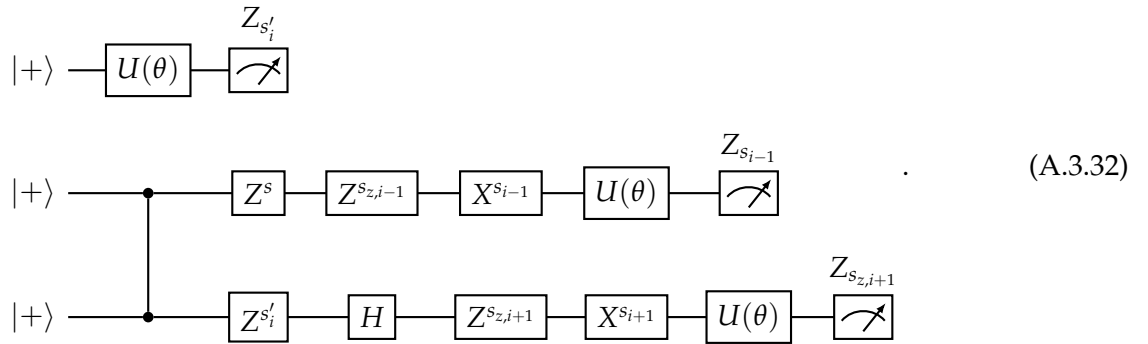 Z_{s'_i}
|+⟩ U(θ)
Z_{s_{i-1}}
|+⟩ Z^s Z^{s_{z,i-1}} X^{s_{i-1}} U(θ) . (A.3.32)
Z_{s_{z,i+1}}
|+⟩ Z^{s'_i} H Z^{s_{z,i+1}} X^{s_{i+1}} U(θ)